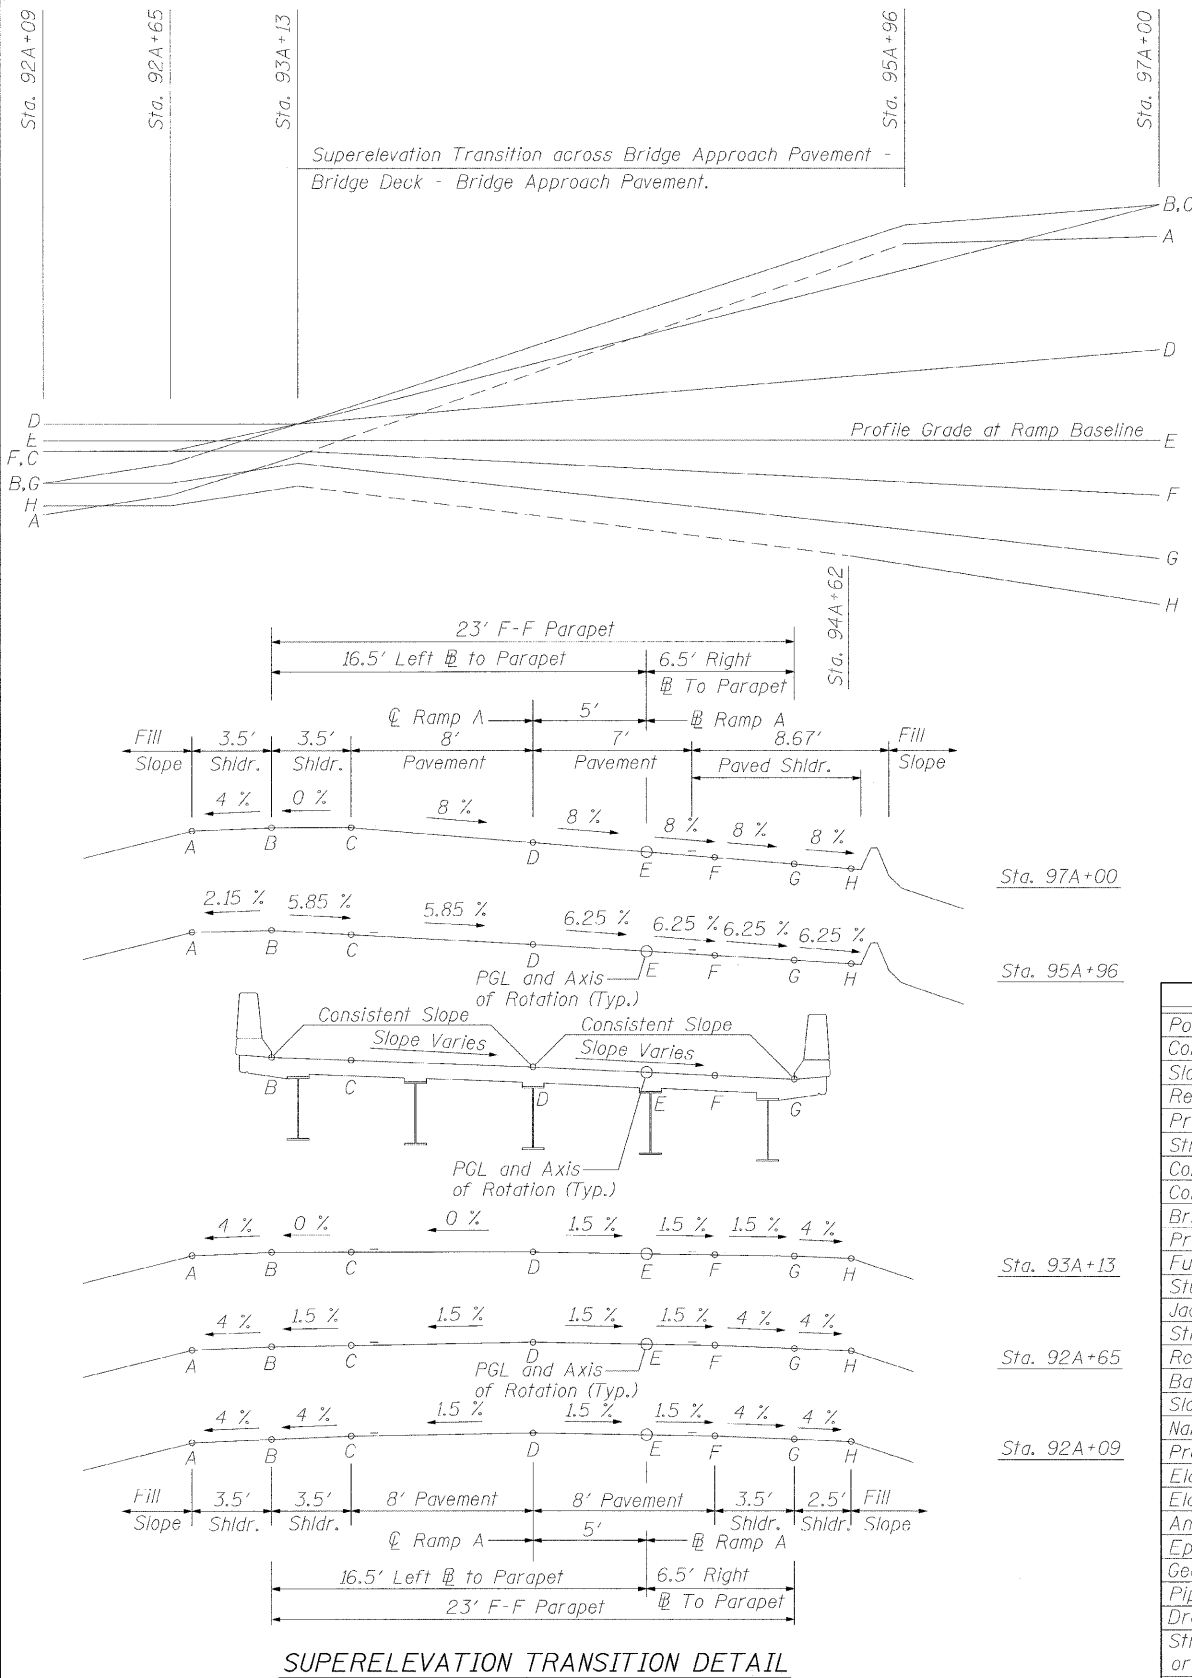 Sta. 92A+09
Sta. 92A+65
Sta. 93A+13
Sta. 95A+96
Sta. 97A+00
Superelevation Transition across Bridge Approach Pavement -
Bridge Deck - Bridge Approach Pavement.
B,C
A
D
D
E
Profile Grade at Ramp Baseline
E
F,C
B,G
H
A
F
G
H
Sta. 94A+62
23' F-F Parapet
16.5' Left ℄ to Parapet
6.5' Right
℄ To Parapet
℄ Ramp A
5'
℄ Ramp A
Fill
Slope
3.5'
Shldr.
3.5'
Shldr.
8'
Pavement
7'
Pavement
8.67'
Paved Shldr.
Fill
Slope
4 % 0 % 8 % 8 % 8 % 8 % 8 %
A B C D E F G H
Sta. 97A+00
2.15 % 5.85 % 5.85 % 6.25 % 6.25 % 6.25 % 6.25 %
A B C D E F G H
Sta. 95A+96
PGL and Axis
of Rotation (Typ.)
Consistent Slope
Slope Varies
Consistent Slope
Slope Varies
B C D E F G
PGL and Axis
of Rotation (Typ.)
4 % 0 % 0 % 1.5 % 1.5 % 1.5 % 4 %
A B C D E F G H
Sta. 93A+13
4 % 1.5 % 1.5 % 1.5 % 1.5 % 4 % 4 %
A B C D E F G H
Sta. 92A+65
PGL and Axis
of Rotation (Typ.)
4 % 4 % 1.5 % 1.5 % 1.5 % 4 % 4 %
A B C D E F G H
Sta. 92A+09
Fill
Slope
3.5'
Shldr.
3.5'
Shldr.
8' Pavement
8' Pavement
3.5'
Shldr.
2.5'
Shldr.
Fill
Slope
℄ Ramp A
5'
℄ Ramp A
16.5' Left ℄ to Parapet
6.5' Right
℄ To Parapet
23' F-F Parapet
SUPERELEVATION TRANSITION DETAIL